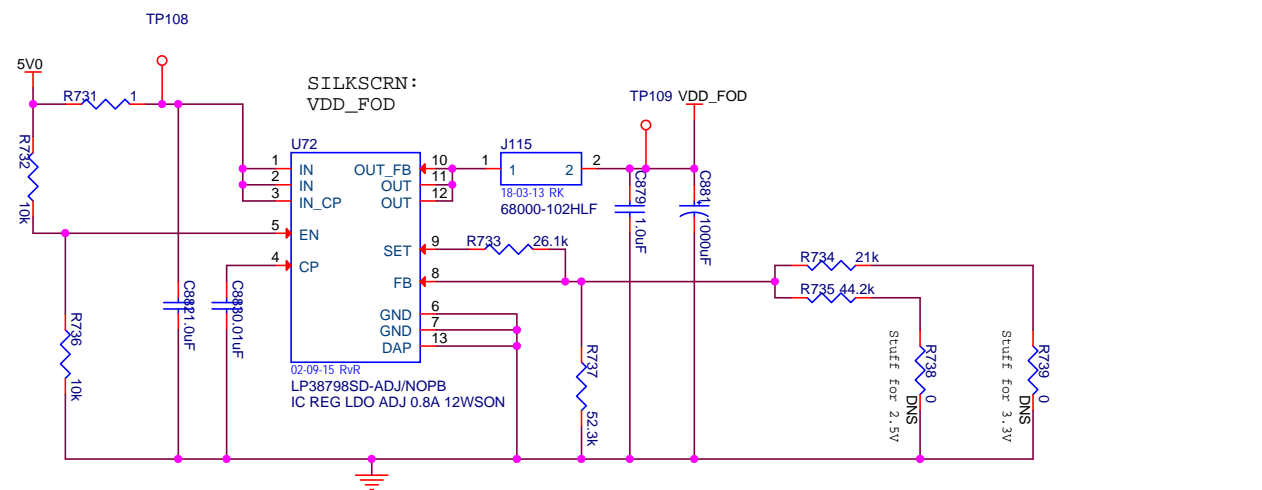 TP108
5V0
R731 1
SILKSCRN:
VDD_FOD
TP109 VDD_FOD
R732
10k
U72
1 IN
2 IN
3 IN_CP
5 EN
4 CP
OUT_FB 10
OUT 11
OUT 12
SET 9
FB 8
GND 6
GND 7
DAP 13
02-09-15 RvR
LP38798SD-ADJ/NOPB
IC REG LDO ADJ 0.8A 12WSON
J115
1 1 2 2
18-03-13 RK
68000-102HLF
C879 1.0uF
C881 1000uF
R733 26.1k
R734 21k
R735 44.2k
R736
10k
C882 1.0uF
C883 0.01uF
R737
52.3k
Stuff for 2.5V
R738
0
DNS
Stuff for 3.3V
R739
0
DNS